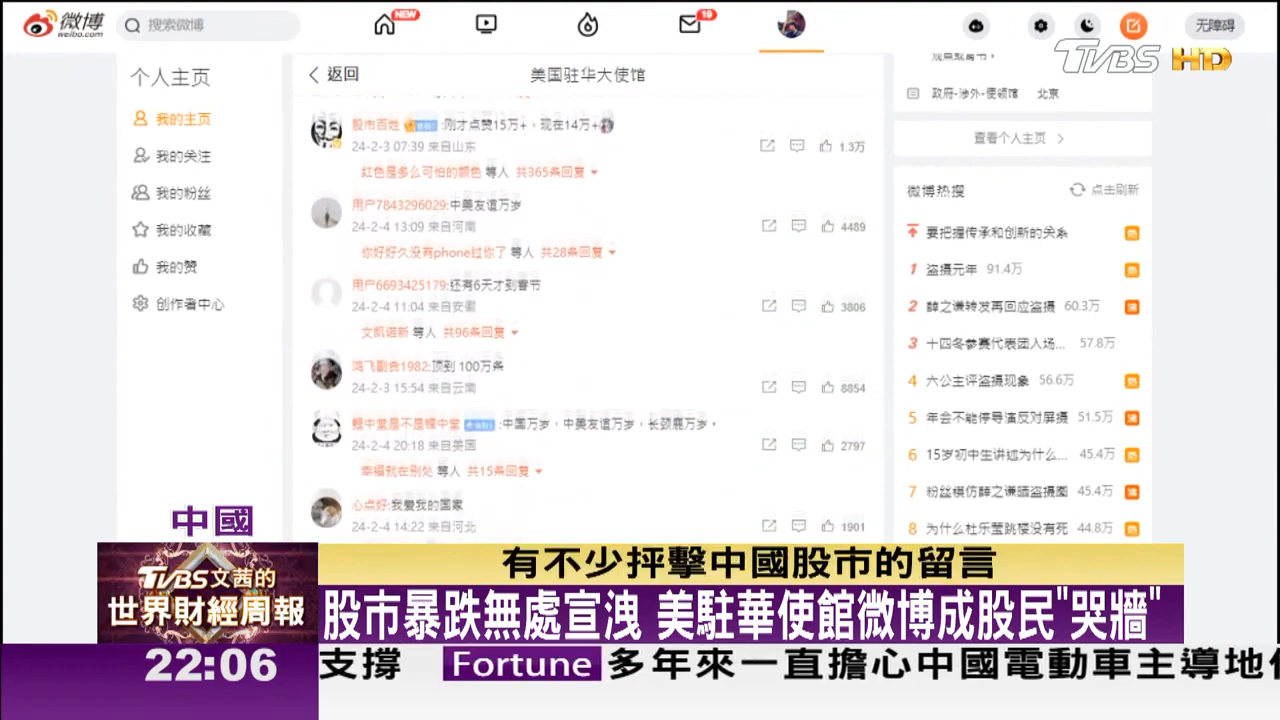 微博
weibo.com
搜索微博
NEW
19
无障碍
TVBS HD
个人主页
我的主页
我的关注
我的粉丝
我的收藏
我的赞
创作者中心
返回
美国驻华大使馆
股市百姓 :刚才点赞15万+，现在14万+
24-2-3 07:39 来自山东
1.3万
红色是多么可怕的颜色 等人 共365条回复
用户7843296029:中美友谊万岁
24-2-4 13:09 来自河南
4489
你好好久没有phone过你了 等人 共28条回复
用户6693425179:还有6天才到春节
24-2-4 11:04 来自安徽
3806
文凯诺新 等人 共96条回复
鸿飞副食1982:顶到 100万条
24-2-3 15:54 来自云南
8854
蝶中堂是不是蝶中堂 :中国万岁，中美友谊万岁，长颈鹿万岁。
24-2-4 20:18 来自美国
2797
幸福就在别处 等人 共15条回复
心点好:我爱我的国家
24-2-4 14:22 来自河北
1901
政府-涉外-使领馆 北京
查看个人主页
微博热搜
点击刷新
要把握传承和创新的关系 热
1 盗摄元年 91.4万 热
2 薛之谦转发再回应盗摄 60.3万
3 十四冬参赛代表团入场... 57.8万
4 六公主评盗摄现象 56.6万 热
5 年会不能停导演反对屏摄 51.5万
6 15岁初中生讲述为什么... 45.4万 热
7 粉丝模仿薛之谦晒盗摄图 45.4万
8 为什么杜乐莹跳楼没有死 44.8万 热
中國
TVBS 文茜的
世界財經周報
有不少抨擊中國股市的留言
股市暴跌無處宣洩 美駐華使館微博成股民"哭牆"
22:06
支撐 Fortune 多年來一直擔心中國電動車主導地